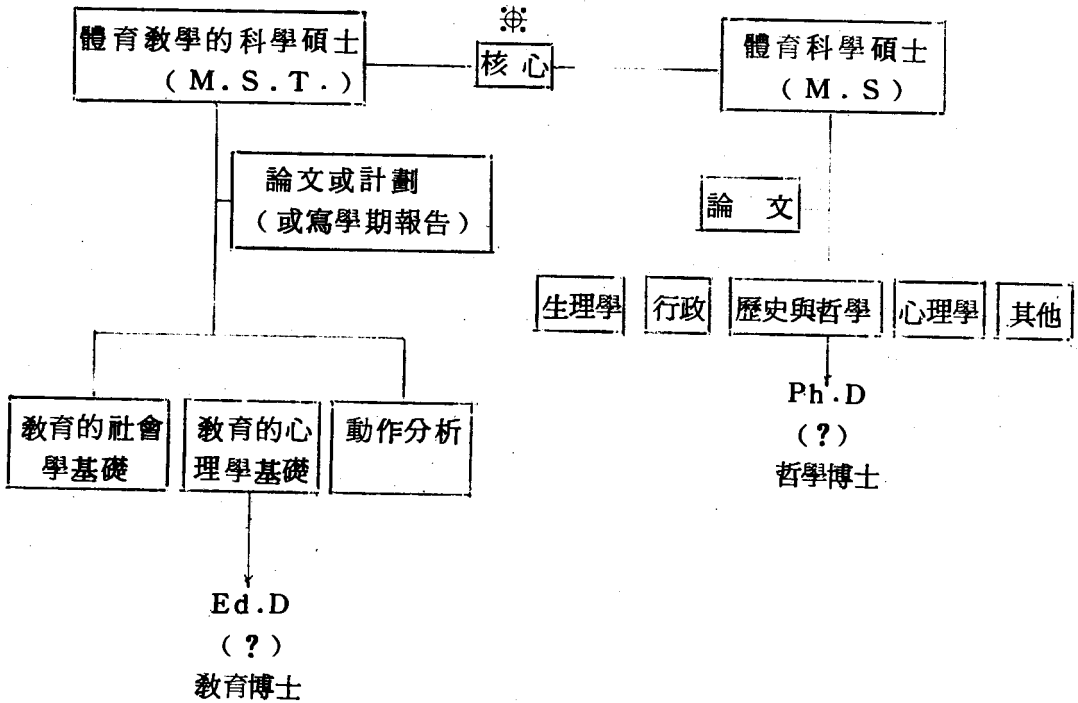 體育教學的科學碩士
(M.S.T.)
核心
體育科學碩士
(M.S)
論文或計劃
(或寫學期報告)
論文
生理學
行政
歷史與哲學
心理學
其他
教育的社會
學基礎
教育的心
理學基礎
動作分析
Ph.D
(?)
哲學博士
Ed.D
(?)
教育博士